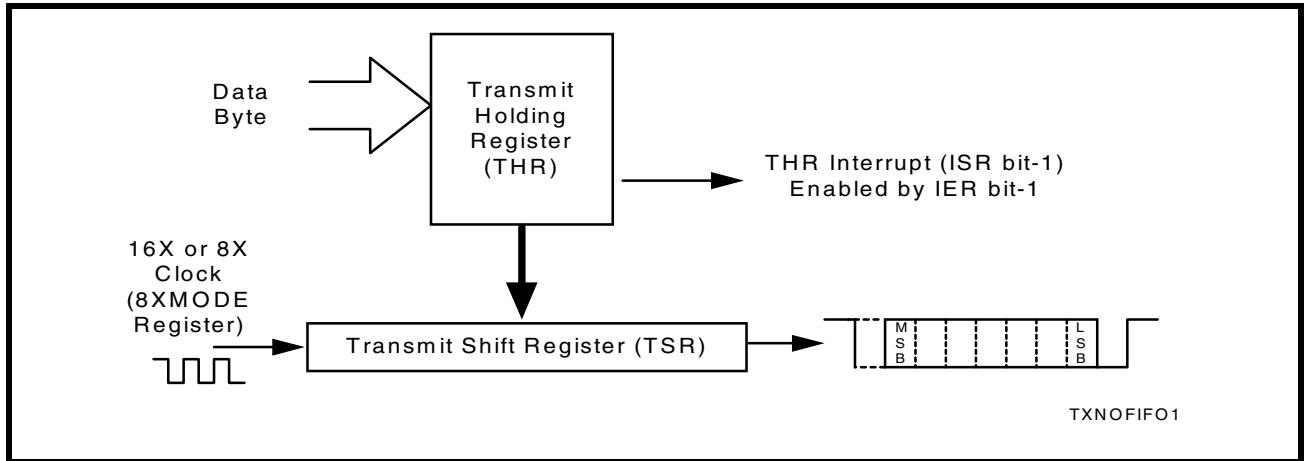 Data
Byte
Transmit
Holding
Register
(THR)
THR Interrupt (ISR bit-1)
Enabled by IER bit-1
16X or 8X
Clock
(8XMODE
Register)
Transmit Shift Register (TSR)
M
S
B
L
S
B
TXNOFIFO1